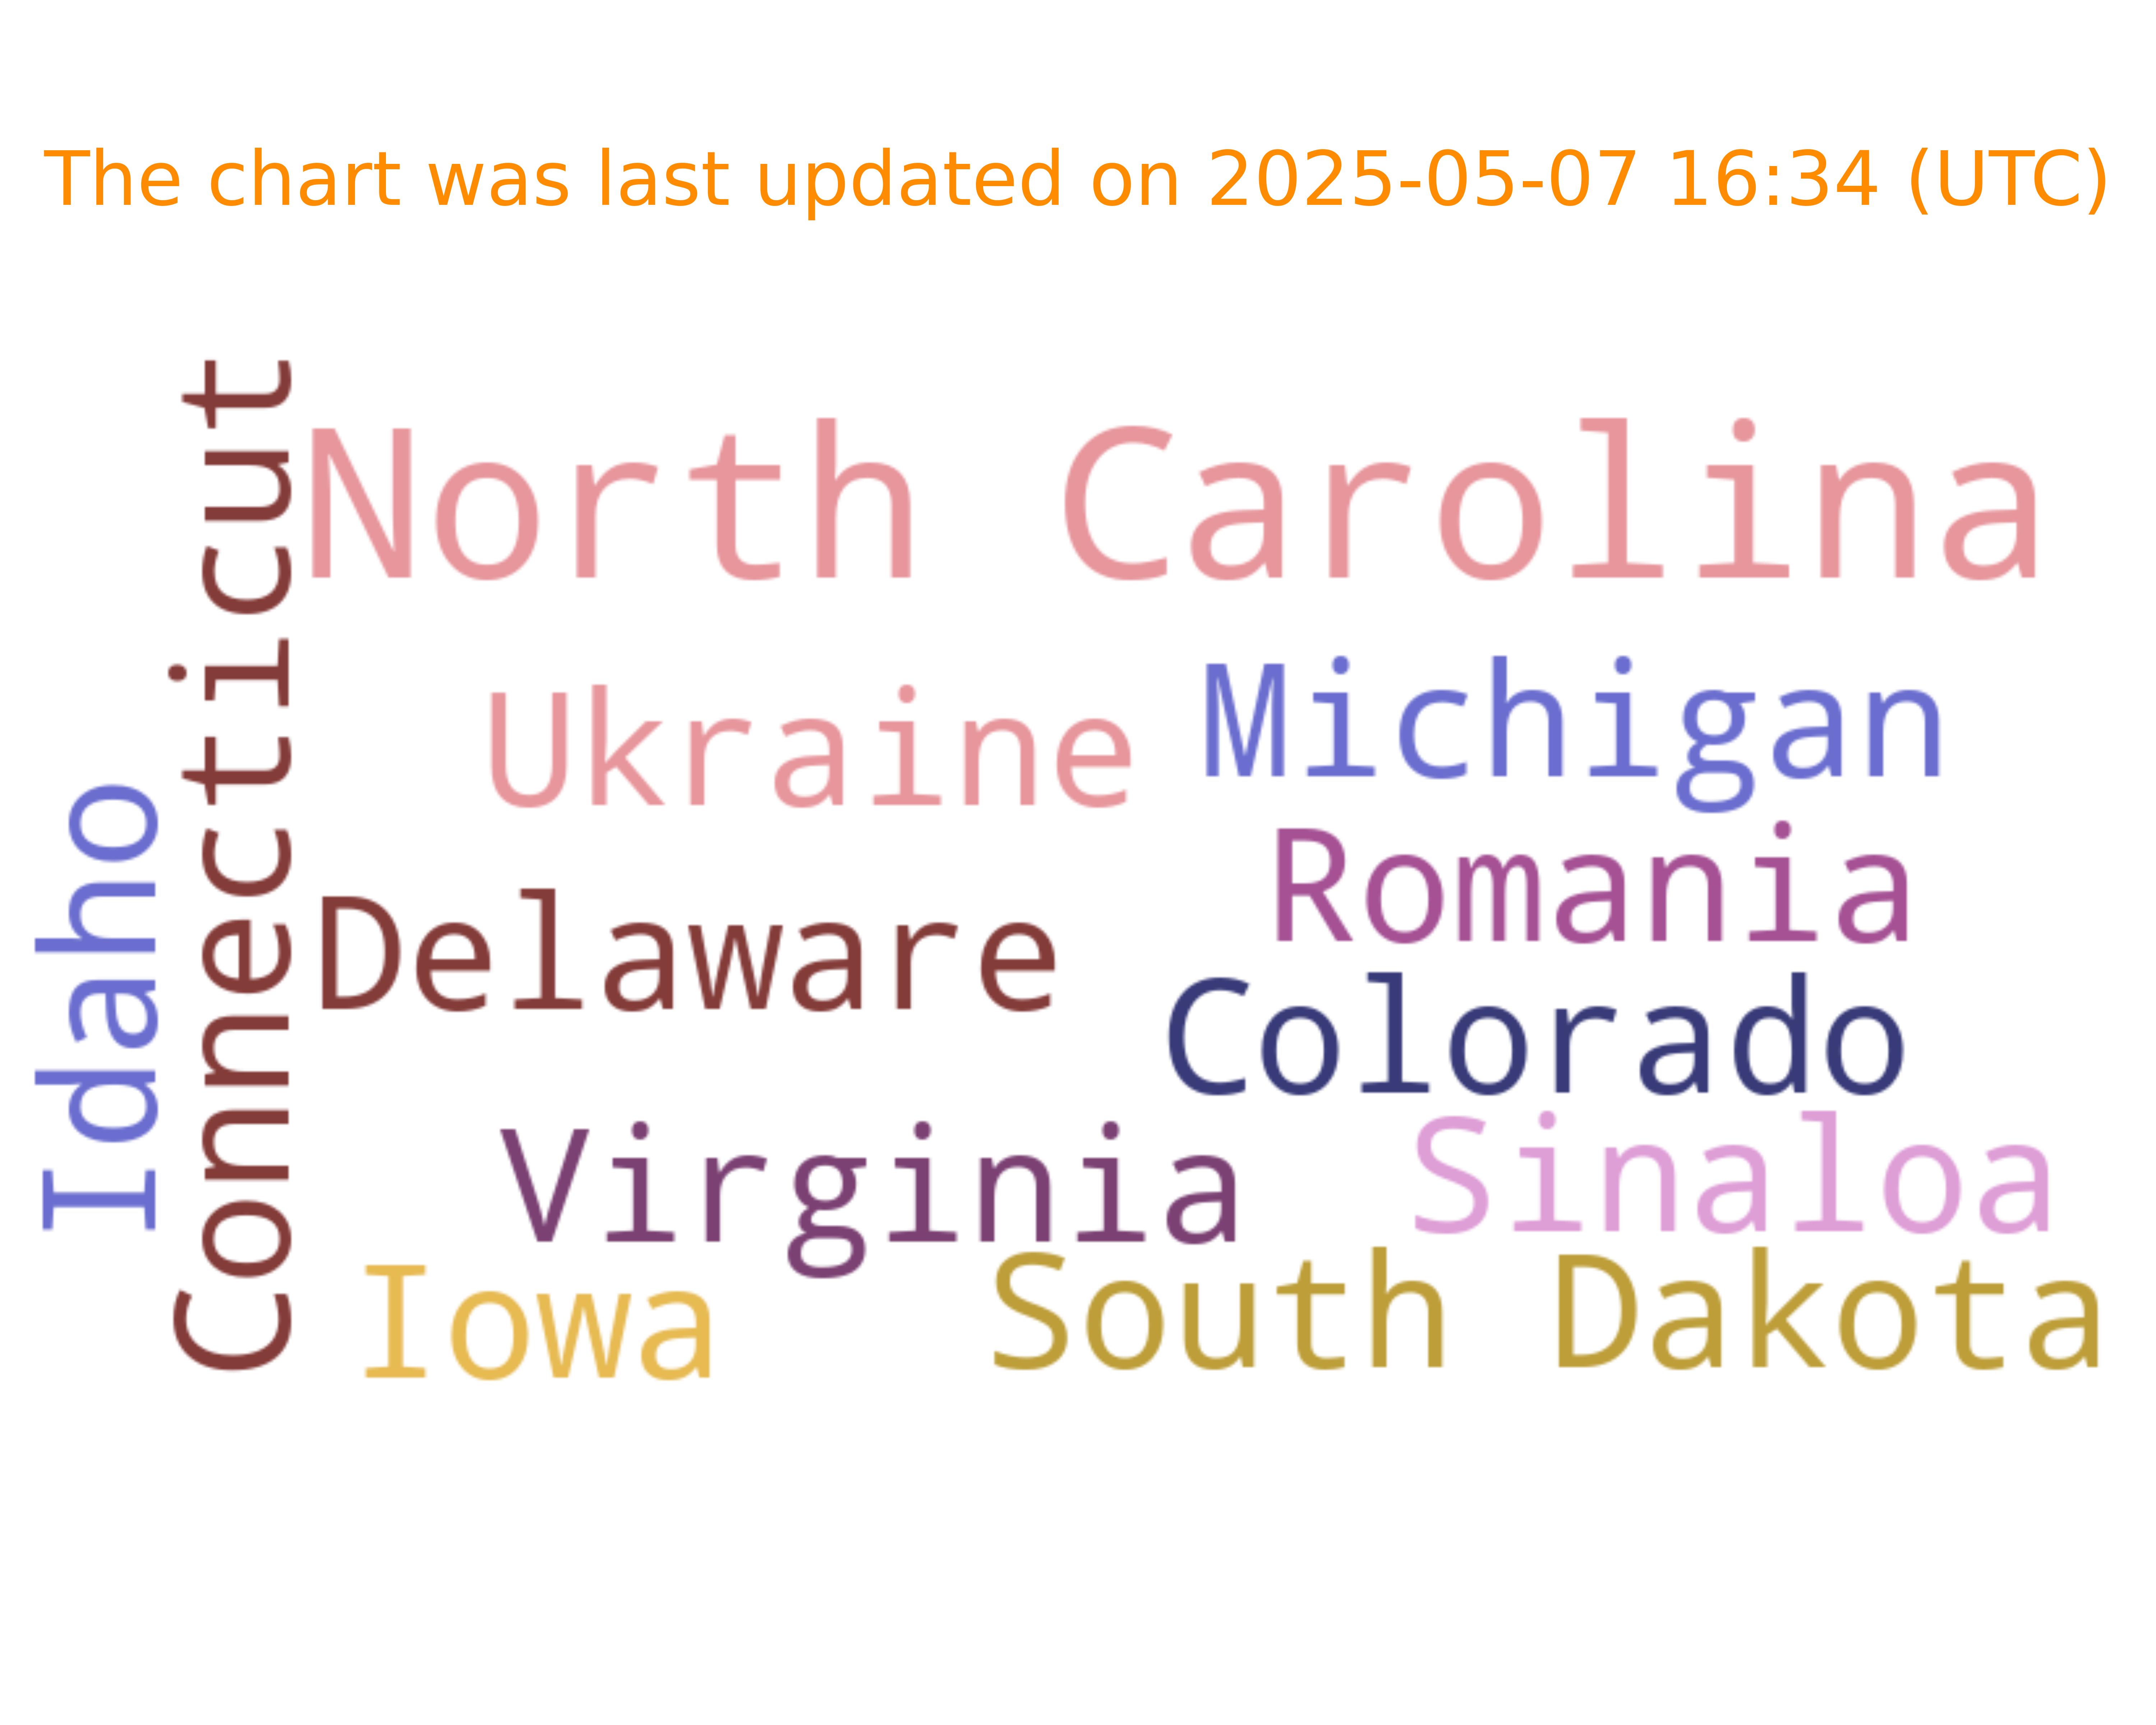 The chart was last updated on 2025-05-07 16:34 (UTC)
North Carolina
Connecticut
Ukraine
Michigan
Idaho
Romania
Delaware
Colorado
Virginia
Sinaloa
Iowa
South Dakota